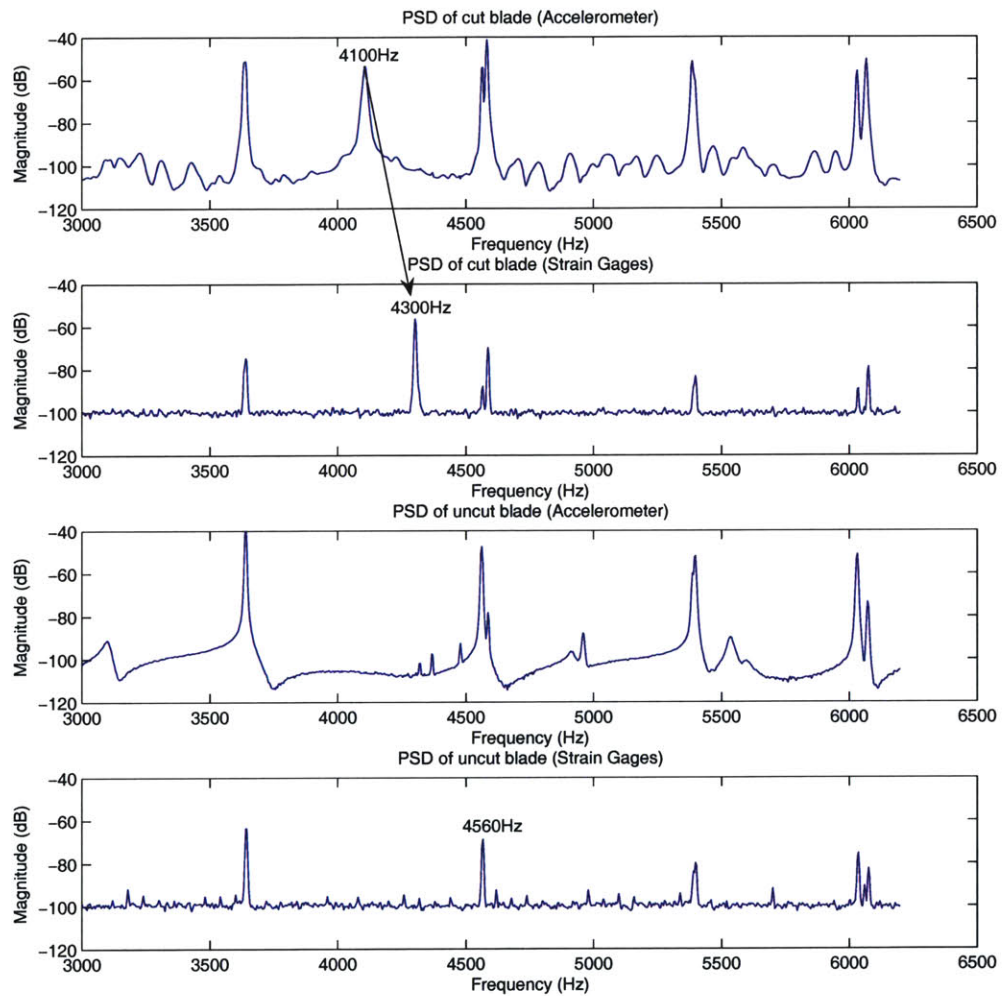 PSD of cut blade (Accelerometer)
Magnitude (dB)
−40
−60
−80
−100
−120
4100Hz
3000 3500 4000 4500 5000 5500 6000 6500
Frequency (Hz)
PSD of cut blade (Strain Gages)
Magnitude (dB)
−40
−60
−80
−100
−120
4300Hz
3000 3500 4000 4500 5000 5500 6000 6500
Frequency (Hz)
PSD of uncut blade (Accelerometer)
Magnitude (dB)
−40
−60
−80
−100
−120
3000 3500 4000 4500 5000 5500 6000 6500
Frequency (Hz)
PSD of uncut blade (Strain Gages)
Magnitude (dB)
−40
−60
−80
−100
−120
4560Hz
3000 3500 4000 4500 5000 5500 6000 6500
Frequency (Hz)